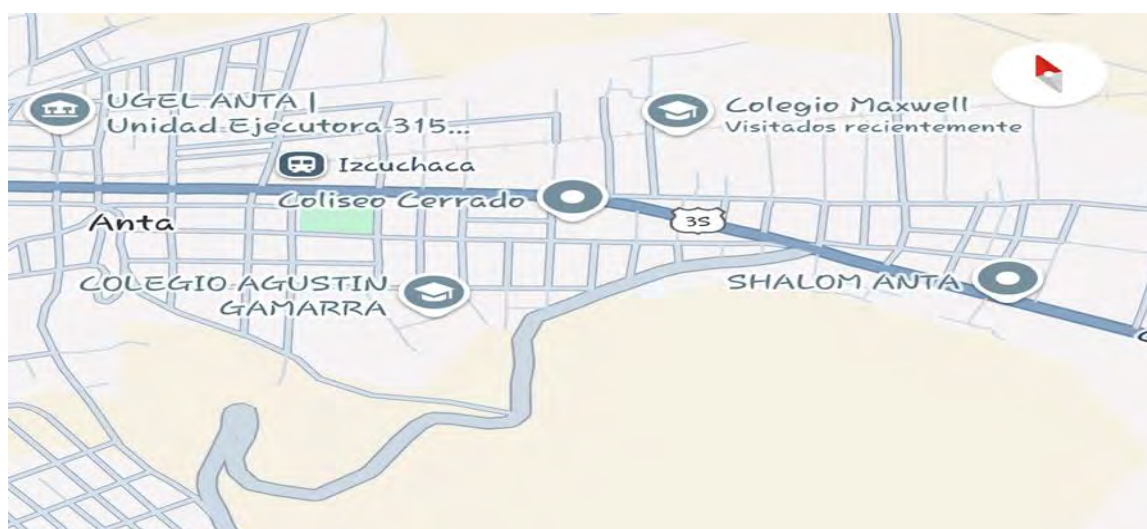 UGEL ANTA |
Unidad Ejecutora 315...
Colegio Maxwell
Visitados recientemente
Izcuchaca
Coliseo Cerrado
3S
Anta
COLEGIO AGUSTIN
GAMARRA
SHALOM ANTA